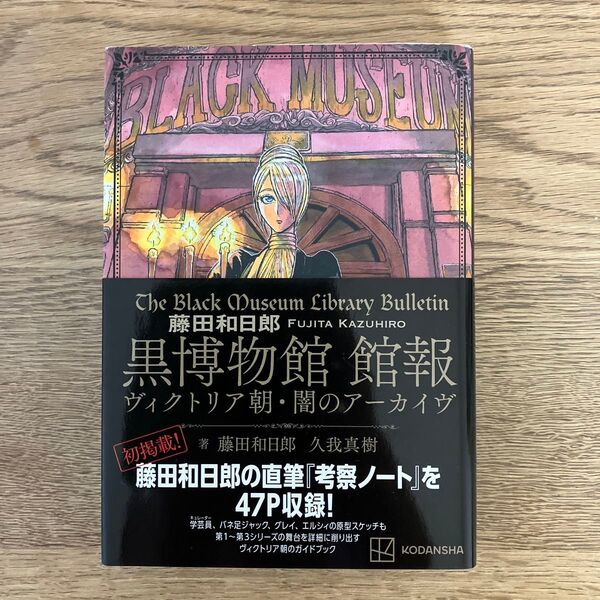 BLACK MUSEUM
The Black Museum Library Bulletin
藤田和日郎 FUJITA KAZUHIRO
黒博物館 館報
ヴィクトリア朝・闇のアーカイヴ
著 藤田和日郎 久我真樹
初掲載!
藤田和日郎の直筆『考察ノート』を
47P収録!
キュレーター
学芸員、バネ足ジャック、グレイ、エルシィの原型スケッチも
第1〜第3シリーズの舞台を詳細に削り出す
ヴィクトリア朝のガイドブック
KODANSHA